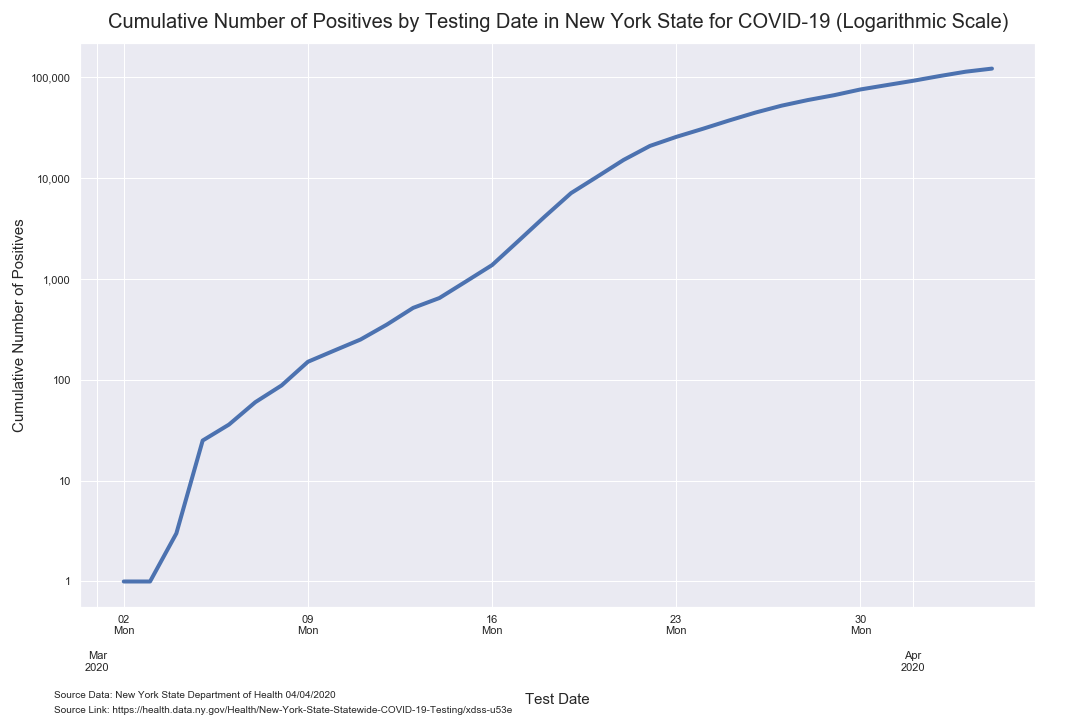 Cumulative Number of Positives by Testing Date in New York State for COVID-19 (Logarithmic Scale)
Cumulative Number of Positives
100,000
10,000
1,000
100
10
1
02 09 16 23 30
Mon Mon Mon Mon Mon
Mar Apr
2020 2020
Test Date
Source Data: New York State Department of Health 04/04/2020
Source Link: https://health.data.ny.gov/Health/New-York-State-Statewide-COVID-19-Testing/xdss-u53e